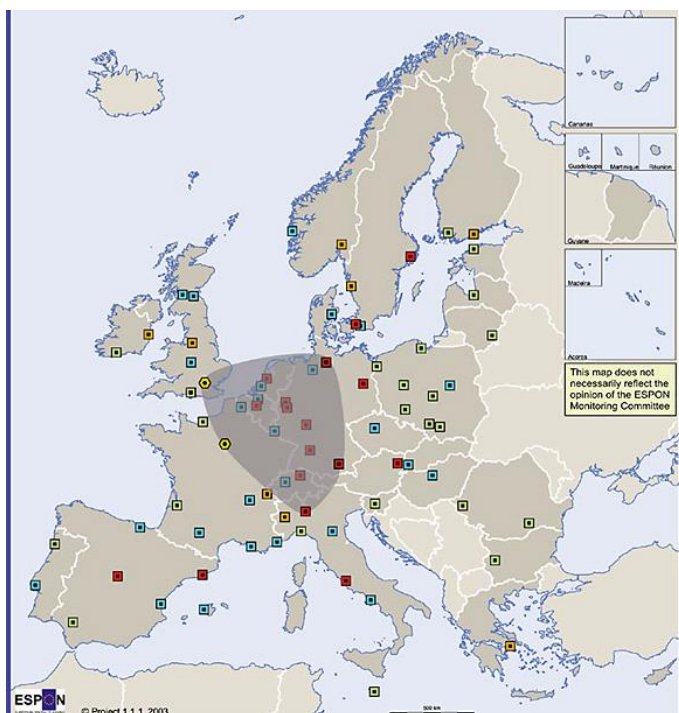 Canarias
Guadeloupe Martinique Réunion
Guyane
Madeira
Acores
This map does not
necessarily reflect the
opinion of the ESPON
Monitoring Committee
ESPON
© Project 1.1.1, 2003
500 km